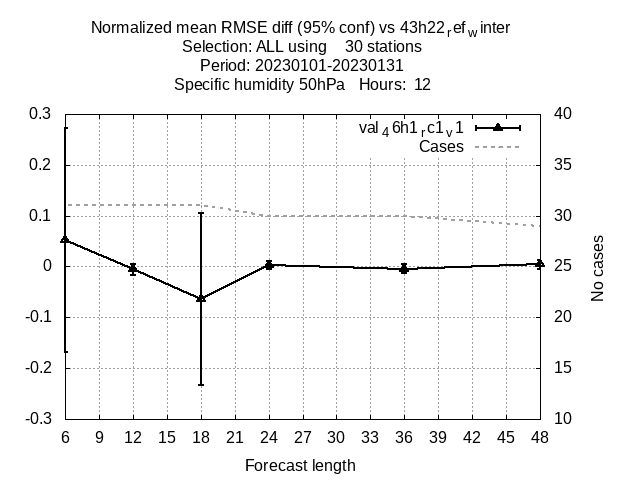 Normalized mean RMSE diff (95% conf) vs 43h22refwinter
Selection: ALL using 30 stations
Period: 20230101-20230131
Specific humidity 50hPa Hours: 12
0.3 40
val46h1rc1v1
Cases
0.2 35
0.1 30
0 25
-0.1 20
-0.2 15
-0.3 10
No cases
6 9 12 15 18 21 24 27 30 33 36 39 42 45 48
Forecast length